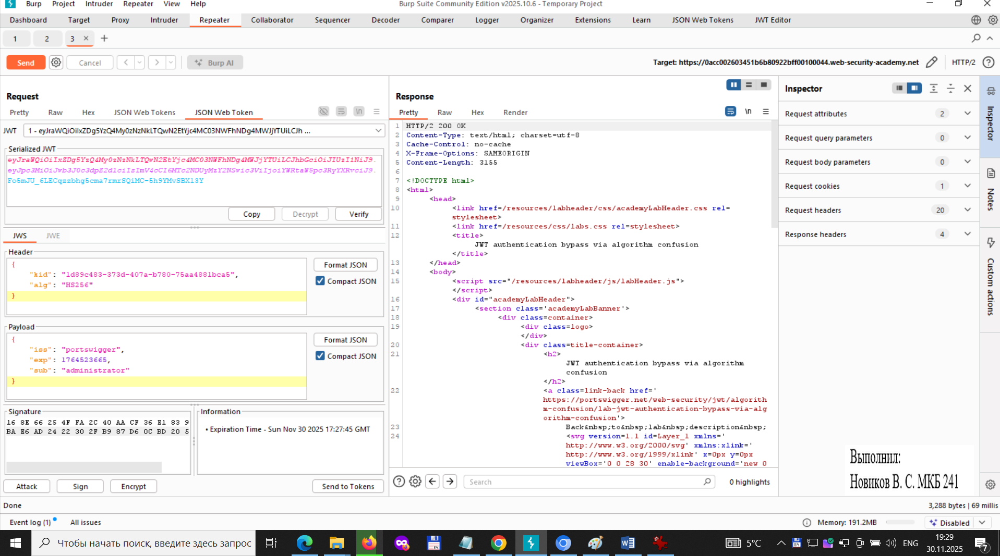 Burp Project Intruder Repeater View Help
Burp Suite Community Edition v2025.10.6 - Temporary Project
Dashboard Target Proxy Intruder Repeater Collaborator Sequencer Decoder Comparer Logger Organizer Extensions Learn JSON Web Tokens JWT Editor
1 2 3 × +
Send Cancel < > Burp AI
Target: https://0acc002603451b6b80922bff00100044.web-security-academy.net HTTP/2
Request
Pretty Raw Hex JSON Web Tokens JSON Web Token \n
JWT 1 - eyJraWQiOiIxZDg5YzQ4My0zNzNkLTQwN2EtYjc4MC03NWFhNDg4MWJjYTUiLCJh ...
Serialized JWT
eyJraWQiOiIxZDg5YzQ4My0zNzNkLTQwN2EtYjc4MC03NWFhNDg4MWJjYTUiLCJhbGciOiJIUzI1NiJ9.
eyJpc3MiOiJwb3J0c3dpZ2dlciIsImV4cCI6MTc2NDUyMzY2NSwic3ViIjoiYWRtaW5pc3RyYXRvciJ9.
Fo5mJU_6LECqzzbhg5cma7rmrSQiMC-5h9YMvSBX13Y
Copy Decrypt Verify
JWS JWE
Header
{
"kid": "1d89c483-373d-407a-b780-75aa4881bca5",
"alg": "HS256"
}
Format JSON
Compact JSON
Payload
{
"iss": "portswigger",
"exp": 1764523665,
"sub": "administrator"
}
Format JSON
Compact JSON
Signature
16 8E 66 25 4F FA 2C 40 AA CF 36 E1 83 9
BA E6 AD 24 22 30 2F B9 87 D6 0C BD 20 5
Information
• Expiration Time - Sun Nov 30 2025 17:27:45 GMT
Attack Sign Encrypt Send to Tokens
Response
Pretty Raw Hex Render \n
1 HTTP/2 200 OK
2 Content-Type: text/html; charset=utf-8
3 Cache-Control: no-cache
4 X-Frame-Options: SAMEORIGIN
5 Content-Length: 3155
6
7 <!DOCTYPE html>
8 <html>
9 <head>
10 <link href=/resources/labheader/css/academyLabHeader.css rel=
stylesheet>
11 <link href=/resources/css/labs.css rel=stylesheet>
12 <title>
JWT authentication bypass via algorithm confusion
</title>
13 </head>
14 <body>
15 <script src="/resources/labheader/js/labHeader.js">
</script>
16 <div id="academyLabHeader">
17 <section class='academyLabBanner'>
18 <div class=container>
19 <div class=logo>
</div>
20 <div class=title-container>
21 <h2>
JWT authentication bypass via algorithm
confusion
</h2>
22 <a class=link-back href='
https://portswigger.net/web-security/jwt/algorith
m-confusion/lab-jwt-authentication-bypass-via-alg
orithm-confusion'>
23 Back&nbsp;to&nbsp;lab&nbsp;description&nbsp;
24 <svg version=1.1 id=Layer_1 xmlns='
http://www.w3.org/2000/svg' xmlns:xlink='
http://www.w3.org/1999/xlink' x=0px y=0px
viewBox='0 0 28 30' enable-background='new 0
Search 0 highlights
Inspector
Request attributes 2
Request query parameters 0
Request body parameters 0
Request cookies 1
Request headers 20
Response headers 4
Inspector
Notes
Custom actions
Выполнил:
Новиков В. С. МКБ 241
Done
3,288 bytes | 69 millis
Event log (1) All issues
Memory: 191.2MB Disabled
Чтобы начать поиск, введите здесь запрос
64
5°C
64
ENG
19:29
30.11.2025
7